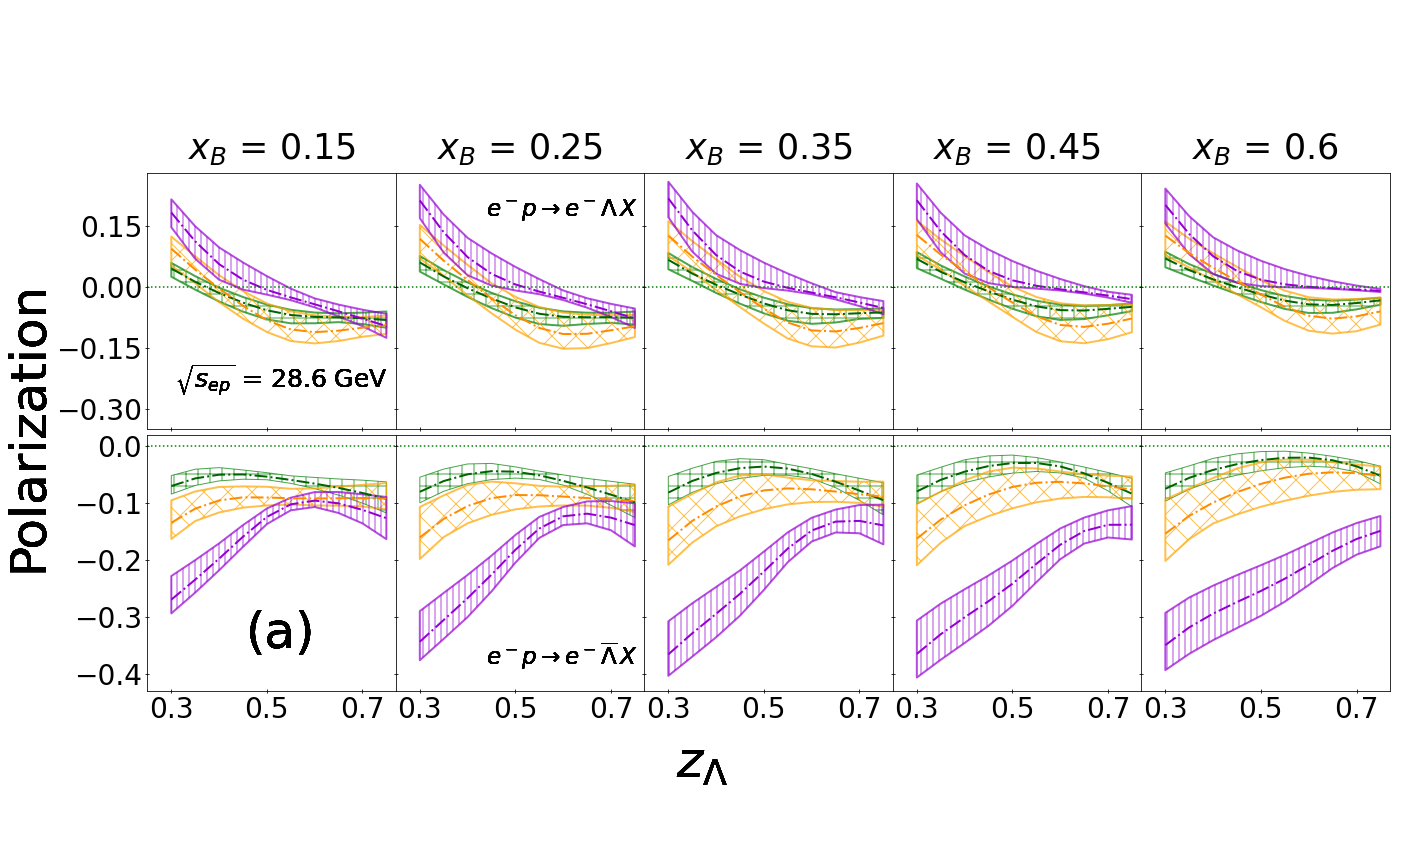 x_B = 0.15 x_B = 0.25 x_B = 0.35 x_B = 0.45 x_B = 0.6
Polarization
0.15
0.00
−0.15
−0.30
e⁻p→e⁻ΛX
√s_ep = 28.6 GeV
0.0
−0.1
−0.2
−0.3
−0.4
(a)
e⁻p→e⁻Λ̅X
0.3 0.5 0.7 0.3 0.5 0.7 0.3 0.5 0.7 0.3 0.5 0.7 0.3 0.5 0.7
z_Λ